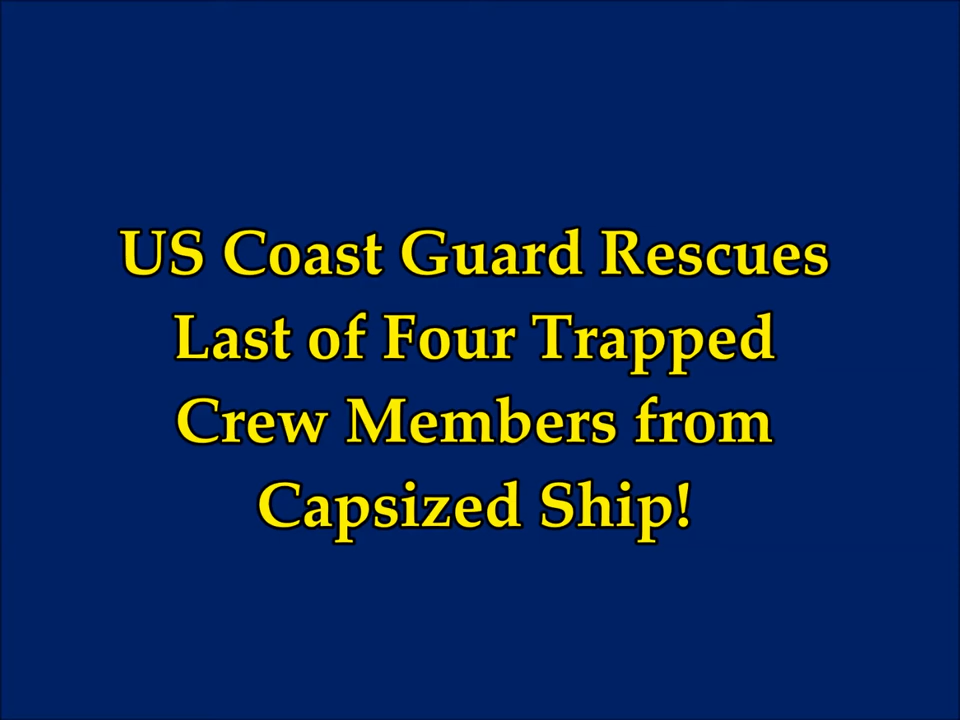 US Coast Guard Rescues
Last of Four Trapped
Crew Members from
Capsized Ship!